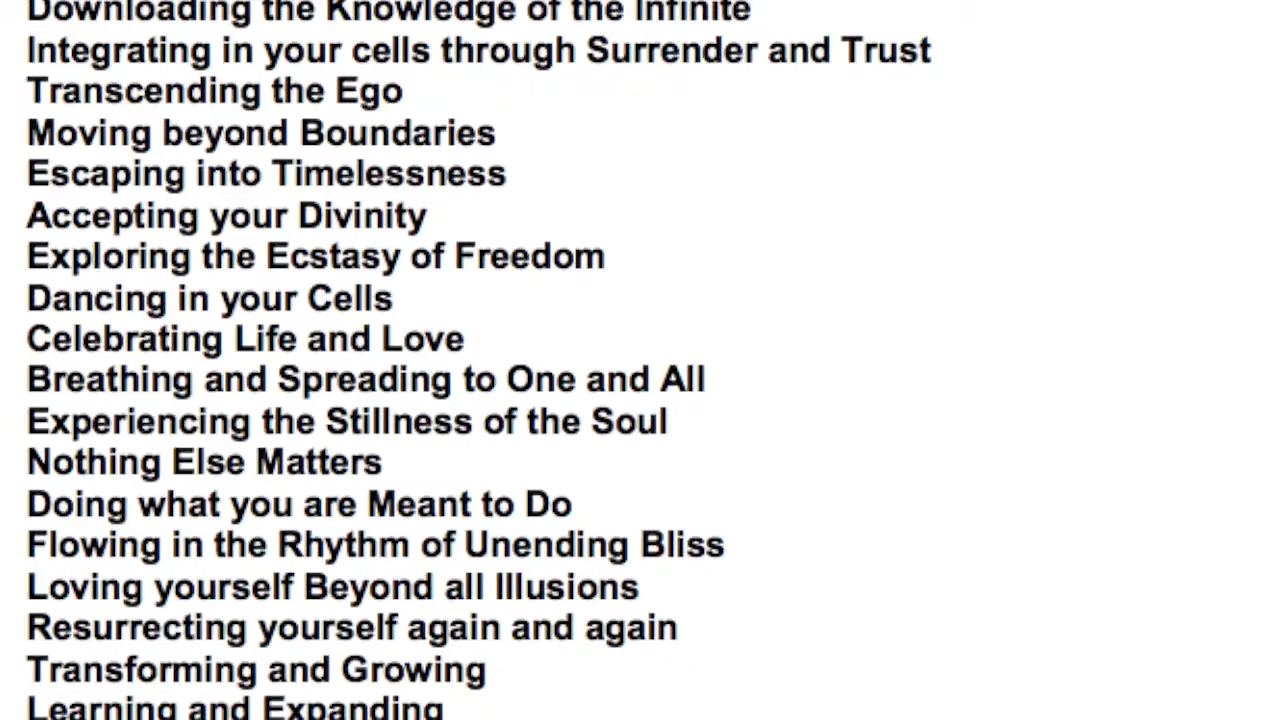 Downloading the Knowledge of the Infinite
Integrating in your cells through Surrender and Trust
Transcending the Ego
Moving beyond Boundaries
Escaping into Timelessness
Accepting your Divinity
Exploring the Ecstasy of Freedom
Dancing in your Cells
Celebrating Life and Love
Breathing and Spreading to One and All
Experiencing the Stillness of the Soul
Nothing Else Matters
Doing what you are Meant to Do
Flowing in the Rhythm of Unending Bliss
Loving yourself Beyond all Illusions
Resurrecting yourself again and again
Transforming and Growing
Learning and Expanding